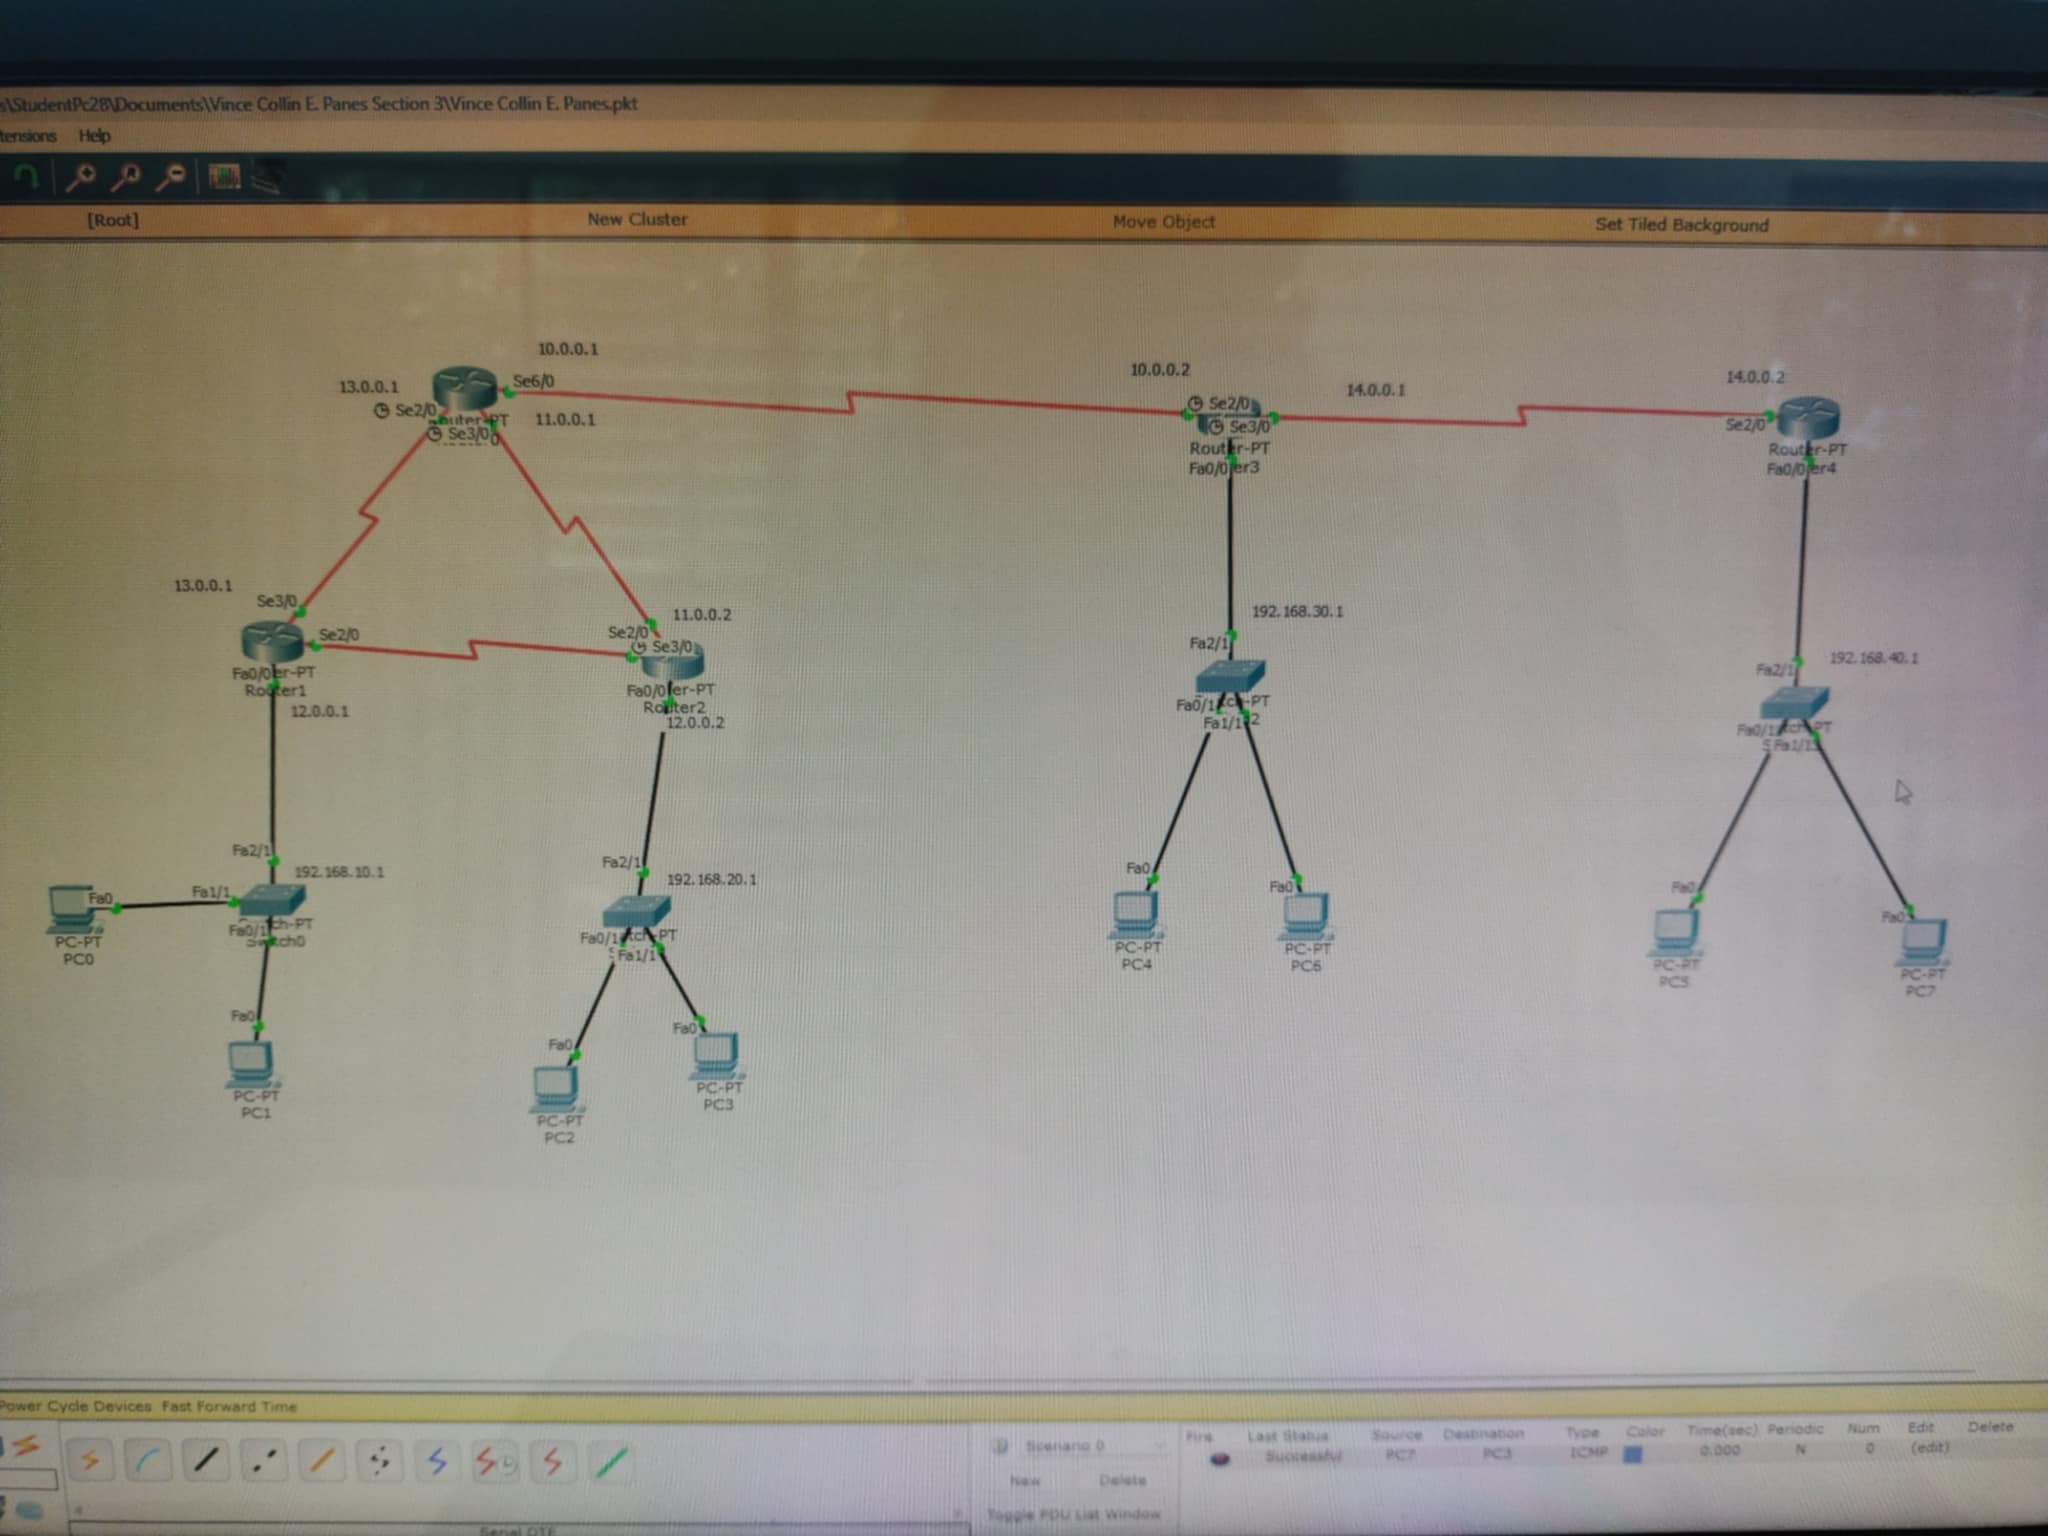 s\StudentPc28\Documents\Vince Collin E. Panes Section 3\Vince Collin E. Panes.pkt
tensions Help
[Root] New Cluster Move Object Set Tiled Background
10.0.0.1
13.0.0.1 Se6/0
Se2/0
outer-PT 11.0.0.1
Se3/0
10.0.0.2
Se2/0 14.0.0.1
Se3/0
Router-PT
Fa0/0 er3
14.0.0.2
Se2/0
Router-PT
Fa0/0 er4
13.0.0.1
Se3/0
Se2/0
Fa0/0 er-PT
Router1
12.0.0.1
11.0.0.2
Se2/0
Se3/0
Fa0/0 er-PT
Router2
12.0.0.2
192.168.30.1
Fa2/1
Fa0/1 tch-PT
Fa1/1 2
192.168.40.1
Fa2/1
Fa0/1 tch-PT
S Fa1/1 3
Fa2/1
192.168.10.1
Fa0 Fa1/1
Fa0/1 ch-PT
Switch0
PC-PT
PC0
Fa0
PC-PT
PC1
Fa2/1
192.168.20.1
Fa0/1 tch-PT
Fa1/1
Fa0
PC-PT
PC2
Fa0
PC-PT
PC3
Fa0
PC-PT
PC4
Fa0
PC-PT
PC6
Fa0
PC-PT
PC5
Fa0
PC-PT
PC7
Power Cycle Devices Fast Forward Time
Scenario 0
New Delete
Toggle PDU List Window
Fire Last Status Source Destination Type Color Time(sec) Periodic Num Edit Delete
Successful PC7 PC3 ICMP 0.000 N 0 (edit)
Serial DTE